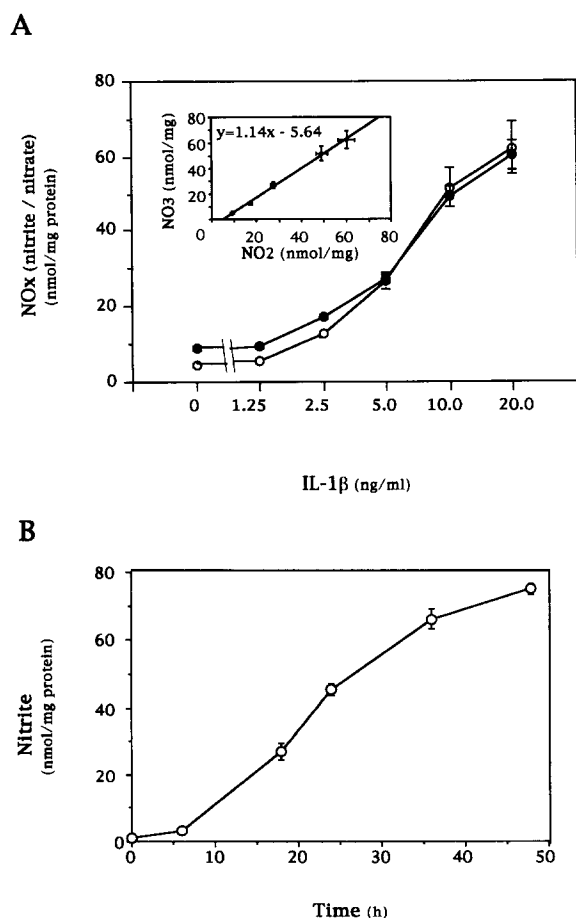 A
80
60
40
20
0
NOx (nitrite / nitrate)
(nmol/mg protein)
80
60
40
20
y=1.14x - 5.64
NO3 (nmol/mg)
0 20 40 60 80
NO2 (nmol/mg)
0 1.25 2.5 5.0 10.0 20.0
IL-1β (ng/ml)
B
80
60
40
20
0
Nitrite
(nmol/mg protein)
0 10 20 30 40 50
Time (h)